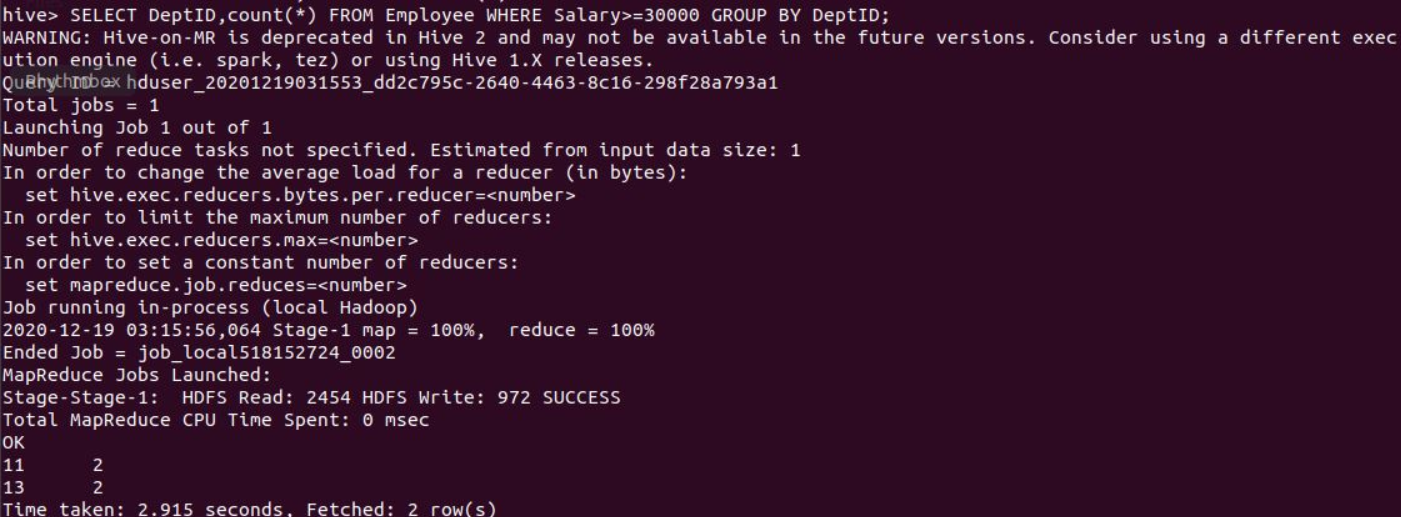 hive> SELECT DeptID,count(*) FROM Employee WHERE Salary>=30000 GROUP BY DeptID;
WARNING: Hive-on-MR is deprecated in Hive 2 and may not be available in the future versions. Consider using a different exec
ution engine (i.e. spark, tez) or using Hive 1.X releases.
Query ID = hduser_20201219031553_dd2c795c-2640-4463-8c16-298f28a793a1
Rhythmbox
Total jobs = 1
Launching Job 1 out of 1
Number of reduce tasks not specified. Estimated from input data size: 1
In order to change the average load for a reducer (in bytes):
  set hive.exec.reducers.bytes.per.reducer=<number>
In order to limit the maximum number of reducers:
  set hive.exec.reducers.max=<number>
In order to set a constant number of reducers:
  set mapreduce.job.reduces=<number>
Job running in-process (local Hadoop)
2020-12-19 03:15:56,064 Stage-1 map = 100%,  reduce = 100%
Ended Job = job_local518152724_0002
MapReduce Jobs Launched:
Stage-Stage-1:  HDFS Read: 2454 HDFS Write: 972 SUCCESS
Total MapReduce CPU Time Spent: 0 msec
OK
11      2
13      2
Time taken: 2.915 seconds, Fetched: 2 row(s)